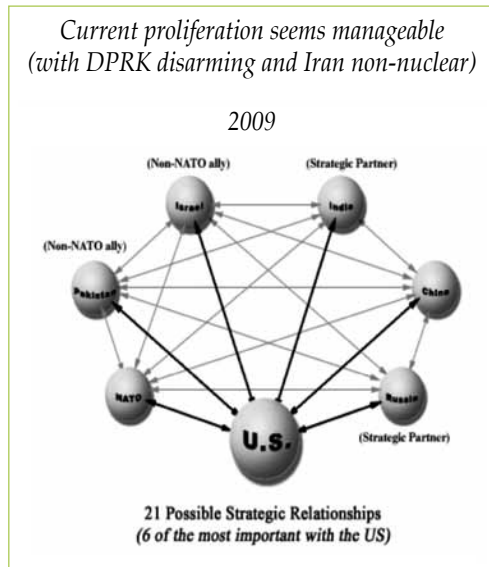 Current proliferation seems manageable
(with DPRK disarming and Iran non-nuclear)
2009
(Non-NATO ally)
(Strategic Partner)
Israel
India
(Non-NATO ally)
Pakistan
China
NATO
Russia
U.S.
(Strategic Partner)
21 Possible Strategic Relationships
(6 of the most important with the US)